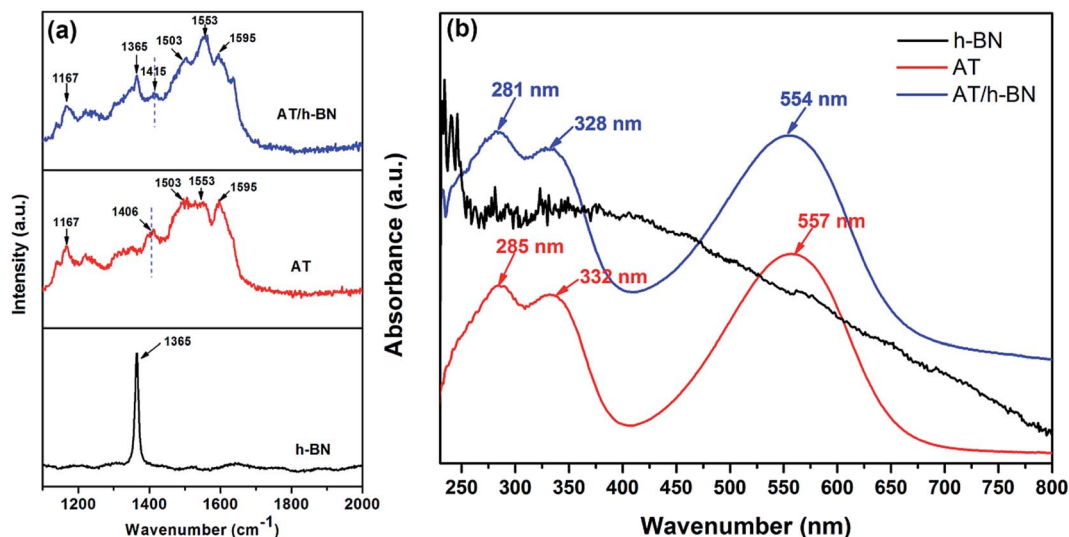 (a)
1553
1365
1503
1595
1415
1167
AT/h-BN
1503
1553
1595
1406
1167
AT
1365
h-BN
Intensity (a.u.)
1200
1400
1600
1800
2000
Wavenumber (cm⁻¹)
(b)
h-BN
AT
AT/h-BN
281 nm
328 nm
554 nm
285 nm
332 nm
557 nm
Absorbance (a.u.)
250
300
350
400
450
500
550
600
650
700
750
800
Wavenumber (nm)